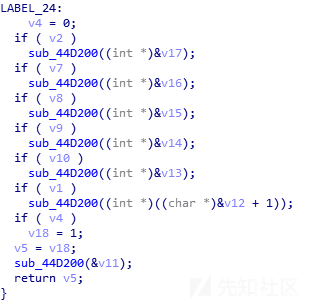 LABEL_24:
    v4 = 0;
  if ( v2 )
    sub_44D200((int *)&v17);
  if ( v7 )
    sub_44D200((int *)&v16);
  if ( v8 )
    sub_44D200((int *)&v15);
  if ( v9 )
    sub_44D200((int *)&v14);
  if ( v10 )
    sub_44D200((int *)&v13);
  if ( v1 )
    sub_44D200((int *)((char *)&v12 + 1));
  if ( v4 )
    v18 = 1;
  v5 = v18;
  sub_44D200(&v11);
  return v5;
}
先知社区